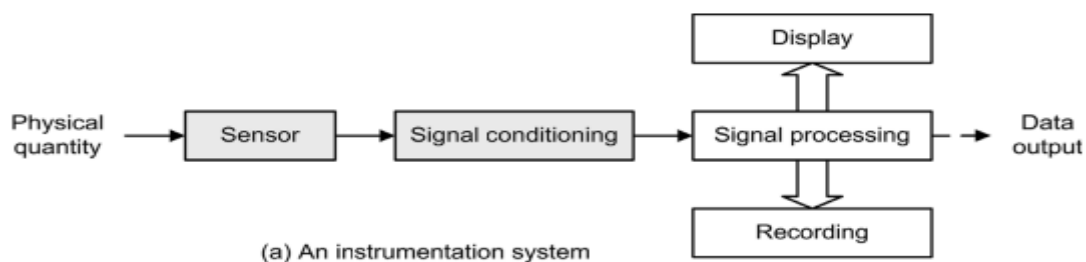 Display
Physical
quantity
Sensor
Signal conditioning
Signal processing
Data
output
Recording
(a) An instrumentation system